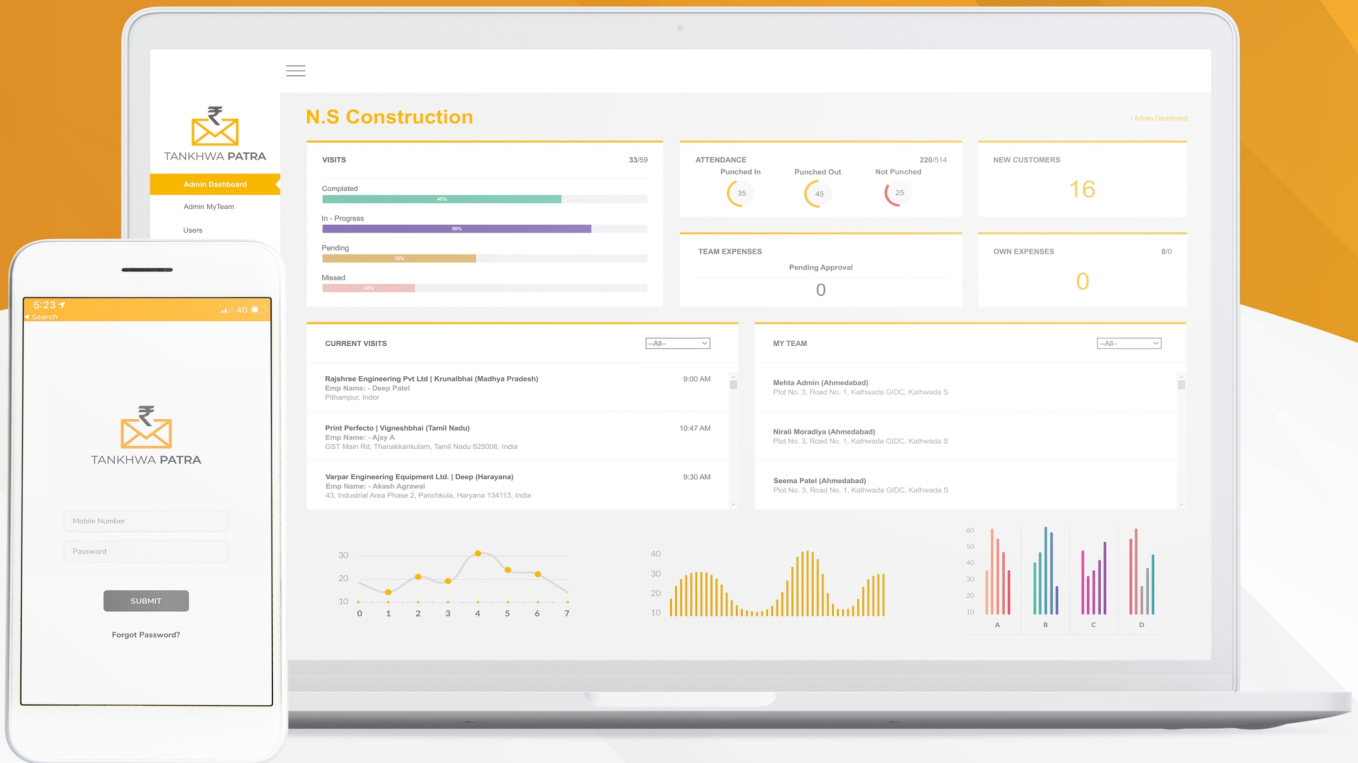 TANKHWA PATRA
Admin Dashboard
Admin MyTeam
Users
N.S Construction
/ Admin Dashboard
VISITS 33/59
Complated
46%
In - Progress
In - Progress
Pending
Missed
ATTENDANCE 220/514
Punched In Punched Out Not Punched
35 45 25
NEW CUSTOMERS
16
TEAM EXPENSES
Pending Approval
0
OWN EXPENSES 0/0
0
CURRENT VISITS --All--
Rajshree Engineering Pvt Ltd | Krunalbhai (Madhya Pradesh) 9:00 AM
Emp Name: - Deep Patel
Pithampur, Indor
Print Perfecto | Vigneshbhai (Tamil Nadu) 10:47 AM
Emp Name: - Ajay A
GST Main Rd, Thanakkankulam, Tamil Nadu 625006, India
Varpar Engineering Equipment Ltd. | Deep (Harayana) 9:30 AM
Emp Name: - Akash Agrawal
43, Industrial Area Phase 2, Panchkula, Haryana 134113, India
MY TEAM --All--
Mehta Admin (Ahmedabad)
Plot No. 3, Road No. 1, Kathwada GIDC, Kathwada S
Nirali Moradiya (Ahmedabad)
Plot No. 3, Road No. 1, Kathwada GIDC, Kathwada S
Seema Patel (Ahmedabad)
Plot No. 3, Road No. 1, Kathwada GIDC, Kathwada S
30
20
10
0 1 2 3 4 5 6 7
40
30
20
10
60
50
40
30
20
10
A B C D
5:23
Search
4G
TANKHWA PATRA
Mobile Number
Password
SUBMIT
Forgot Password?